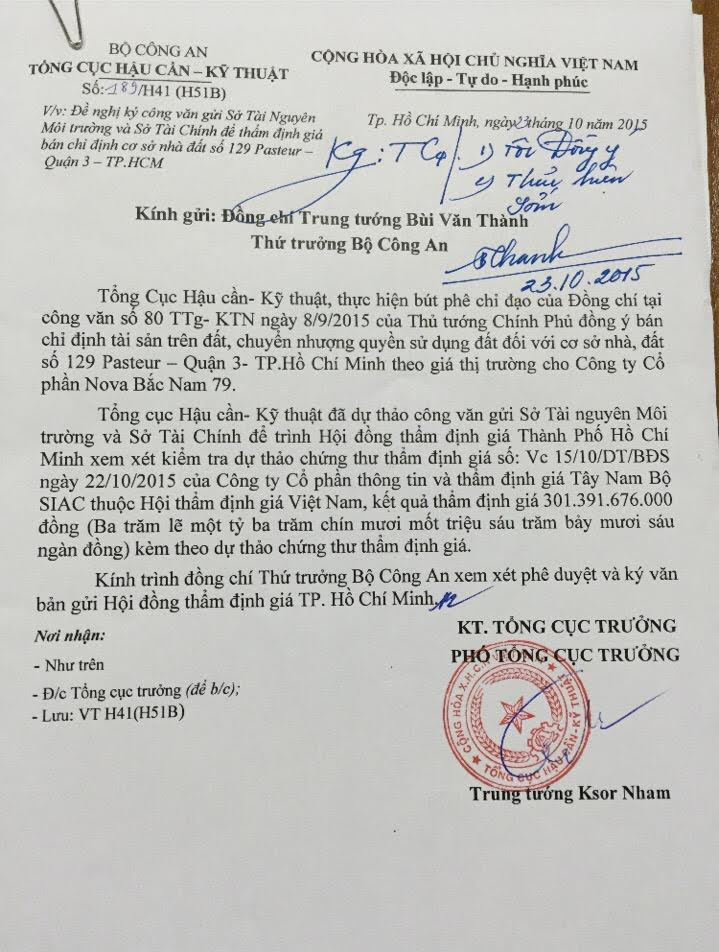 BỘ CÔNG AN
TỔNG CỤC HẬU CẦN – KỸ THUẬT
Số: 189/H41 (H51B)
V/v: Đề nghị ký công văn gửi Sở Tài Nguyên
Môi trường và Sở Tài Chính để thẩm định giá
bán chỉ định cơ sở nhà đất số 129 Pasteur –
Quận 3 – TP.HCM
CỘNG HÒA XÃ HỘI CHỦ NGHĨA VIỆT NAM
Độc lập - Tự do - Hạnh phúc
Tp. Hồ Chí Minh, ngày 23 tháng 10 năm 2015
Kg: TC4
1) Tôi Đồng ý
2) Thực hiện
sớm
Thanh
23.10.2015
Kính gửi: Đồng chí Trung tướng Bùi Văn Thành
Thứ trưởng Bộ Công An
Tổng Cục Hậu cần- Kỹ thuật, thực hiện bút phê chỉ đạo của Đồng chí tại
công văn số 80 TTg- KTN ngày 8/9/2015 của Thủ tướng Chính Phủ đồng ý bán
chỉ định tài sản trên đất, chuyển nhượng quyền sử dụng đất đối với cơ sở nhà, đất
số 129 Pasteur – Quận 3- TP.Hồ Chí Minh theo giá thị trường cho Công ty Cổ
phần Nova Bắc Nam 79.
Tổng cục Hậu cần- Kỹ thuật đã dự thảo công văn gửi Sở Tài nguyên Môi
trường và Sở Tài Chính để trình Hội đồng thẩm định giá Thành Phố Hồ Chí
Minh xem xét kiểm tra dự thảo chứng thư thẩm định giá số: Vc 15/10/DT/BĐS
ngày 22/10/2015 của Công ty Cổ phần thông tin và thẩm định giá Tây Nam Bộ
SIAC thuộc Hội thẩm định giá Việt Nam, kết quả thẩm định giá 301.391.676.000
đồng (Ba trăm lẽ một tỷ ba trăm chín mươi mốt triệu sáu trăm bảy mươi sáu
ngàn đồng) kèm theo dự thảo chứng thư thẩm định giá.
Kính trình đồng chí Thứ trưởng Bộ Công An xem xét phê duyệt và ký văn
bản gửi Hội đồng thẩm định giá TP. Hồ Chí Minh.
Nơi nhận:
- Như trên
- Đ/c Tổng cục trưởng (để b/c);
- Lưu: VT H41(H51B)
KT. TỔNG CỤC TRƯỞNG
PHÓ TỔNG CỤC TRƯỞNG
CỘNG HÒA X.H.C.N VIỆT NAM
TỔNG CỤC HẬU CẦN-KỸ THUẬT
Trung tướng Ksor Nham